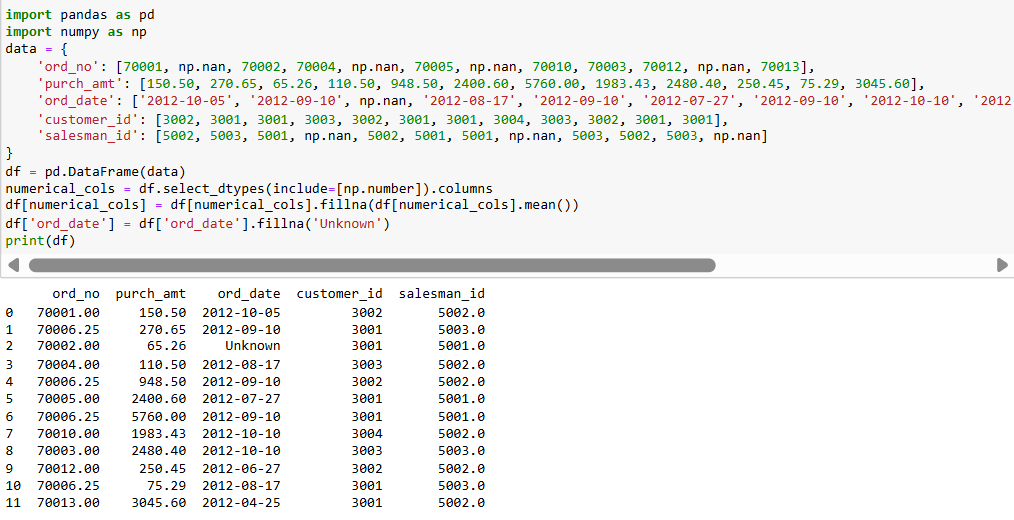 import pandas as pd
import numpy as np
data = {
    'ord_no': [70001, np.nan, 70002, 70004, np.nan, 70005, np.nan, 70010, 70003, 70012, np.nan, 70013],
    'purch_amt': [150.50, 270.65, 65.26, 110.50, 948.50, 2400.60, 5760.00, 1983.43, 2480.40, 250.45, 75.29, 3045.60],
    'ord_date': ['2012-10-05', '2012-09-10', np.nan, '2012-08-17', '2012-09-10', '2012-07-27', '2012-09-10', '2012-10-10', '2012
    'customer_id': [3002, 3001, 3001, 3003, 3002, 3001, 3001, 3004, 3003, 3002, 3001, 3001],
    'salesman_id': [5002, 5003, 5001, np.nan, 5002, 5001, 5001, np.nan, 5003, 5002, 5003, np.nan]
}
df = pd.DataFrame(data)
numerical_cols = df.select_dtypes(include=[np.number]).columns
df[numerical_cols] = df[numerical_cols].fillna(df[numerical_cols].mean())
df['ord_date'] = df['ord_date'].fillna('Unknown')
print(df)
      ord_no  purch_amt    ord_date  customer_id  salesman_id
0   70001.00     150.50  2012-10-05         3002       5002.0
1   70006.25     270.65  2012-09-10         3001       5003.0
2   70002.00      65.26     Unknown         3001       5001.0
3   70004.00     110.50  2012-08-17         3003       5002.0
4   70006.25     948.50  2012-09-10         3002       5002.0
5   70005.00    2400.60  2012-07-27         3001       5001.0
6   70006.25    5760.00  2012-09-10         3001       5001.0
7   70010.00    1983.43  2012-10-10         3004       5002.0
8   70003.00    2480.40  2012-10-10         3003       5003.0
9   70012.00     250.45  2012-06-27         3002       5002.0
10  70006.25      75.29  2012-08-17         3001       5003.0
11  70013.00    3045.60  2012-04-25         3001       5002.0